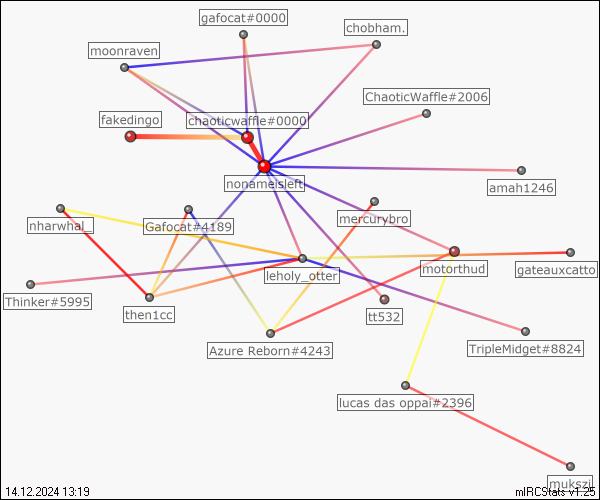 gafocat#0000
chobham.
moonraven
ChaoticWaffle#2006
fakedingo
chaoticwaffle#0000
nonameisleft
amah1246
mercurybro
nharwhal_
Gafocat#4189
leholy_otter
motorthud
gateauxcatto
Thinker#5995
then1cc
tt532
Azure Reborn#4243
TripleMidget#8824
lucas das oppai#2396
mukszi
14.12.2024 13:19
mIRCStats v1.25